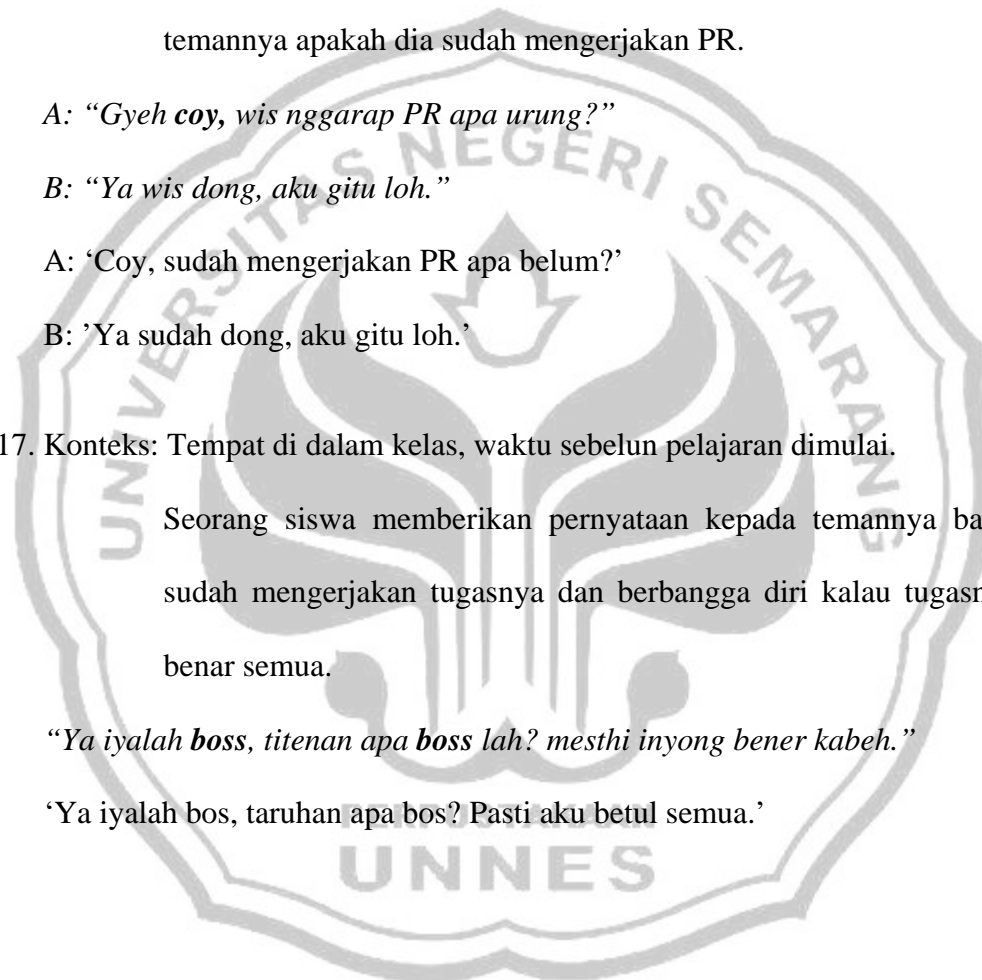 temannya apakah dia sudah mengerjakan PR.
A: “Gyeh coy, wis nggarap PR apa urung?”
B: “Ya wis dong, aku gitu loh.”
A: ‘Coy, sudah mengerjakan PR apa belum?’
B: ’Ya sudah dong, aku gitu loh.’
17. Konteks: Tempat di dalam kelas, waktu sebelun pelajaran dimulai.
Seorang siswa memberikan pernyataan kepada temannya
sudah mengerjakan tugasnya dan berbangga diri kalau
benar semua.
“Ya iyalah boss, titenan apa boss lah? mesthi inyong bener kabeh.”
‘Ya iyalah bos, taruhan apa bos? Pasti aku betul semua.’
UNIVERSITAS NEGERI SEMARANG
PERPUSTAKAAN
UNNES